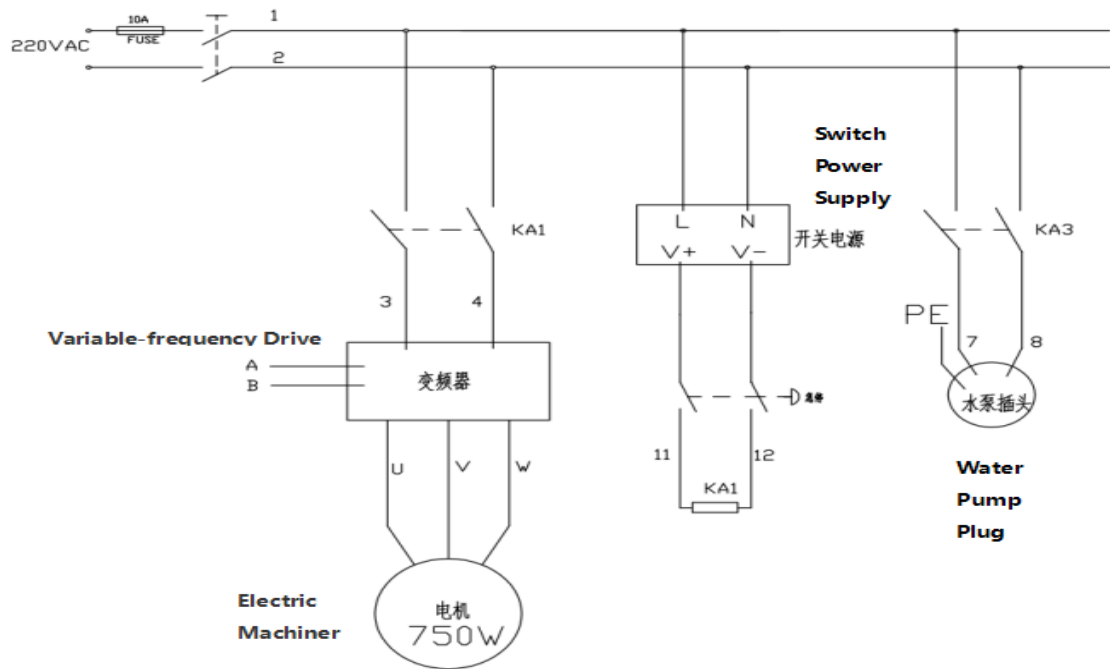 10A
FUSE
220VAC
1
2
Switch
Power
Supply
L N
V+ V-
开关电源
KA1
KA3
3 4
PE
7 8
Variable-frequency Drive
A
B
变频器
急停
水泵插头
11 12
KA1
U V W
Water
Pump
Plug
Electric
Machiner
电机
750W